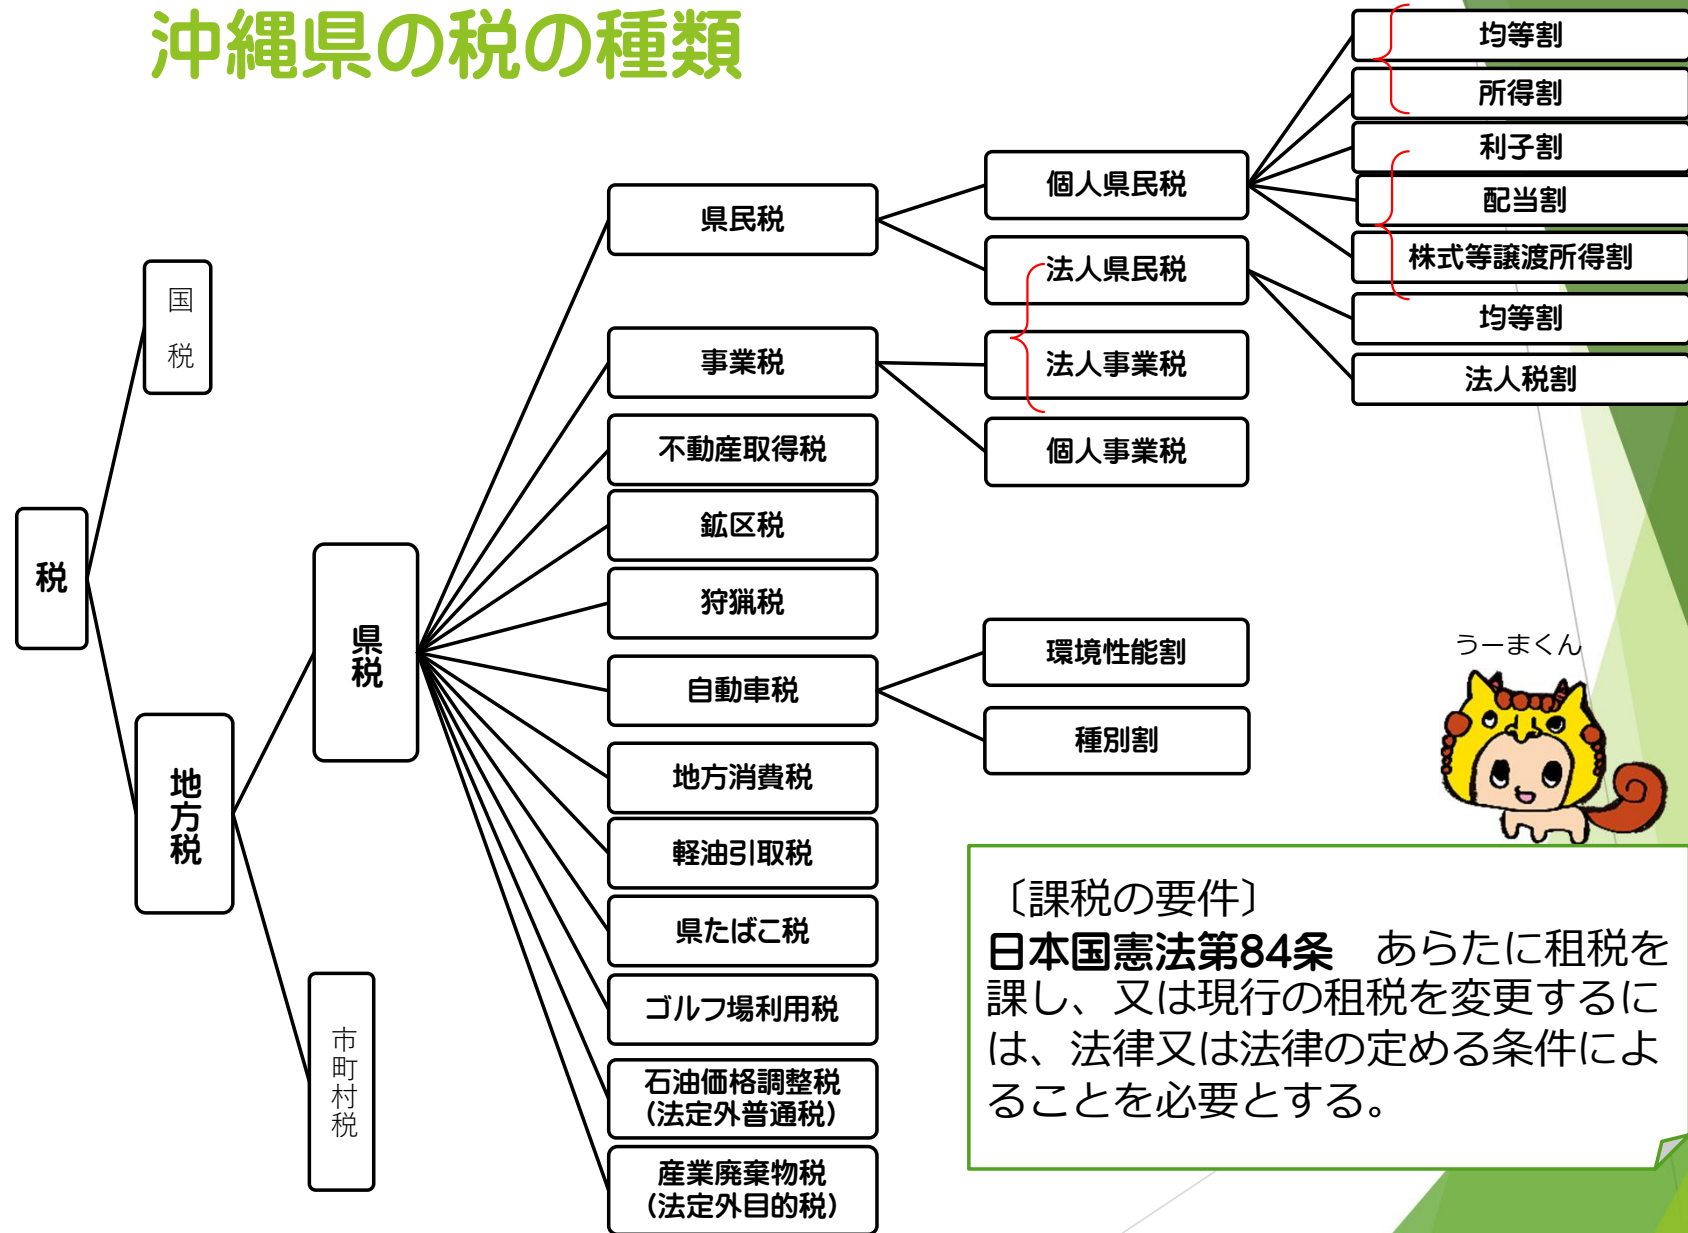 沖縄県の税の種類
税
国税
地方税
県税
市町村税
県民税
事業税
不動産取得税
鉱区税
狩猟税
自動車税
地方消費税
軽油引取税
県たばこ税
ゴルフ場利用税
石油価格調整税
(法定外普通税)
産業廃棄物税
(法定外目的税)
個人県民税
法人県民税
法人事業税
個人事業税
環境性能割
種別割
均等割
所得割
利子割
配当割
株式等譲渡所得割
均等割
法人税割
うーまくん
〔課税の要件〕
日本国憲法第84条　あらたに租税を
課し、又は現行の租税を変更するに
は、法律又は法律の定める条件によ
ることを必要とする。